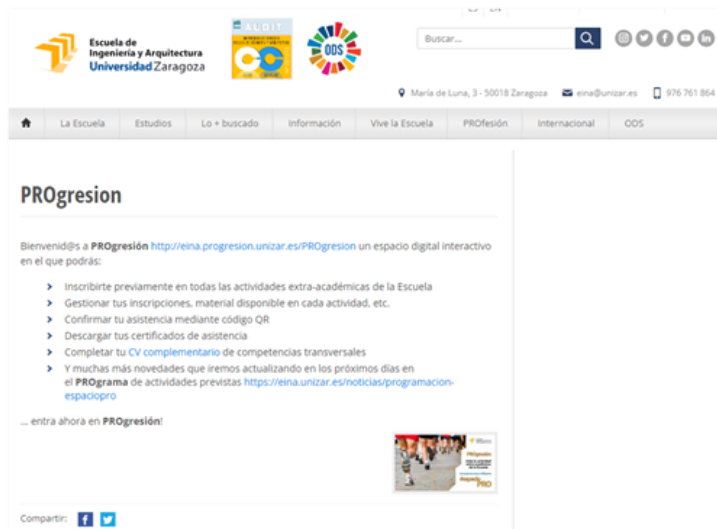 ES EN
Escuela de
Ingeniería y Arquitectura
Universidad Zaragoza
AUDIT
ODS
Buscar...
María de Luna, 3 - 50018 Zaragoza eina@unizar.es 976 761 864
La Escuela Estudios Lo + buscado Información Vive la Escuela PROfesión Internacional ODS
PROgresion
Bienvenid@s a PROgresión http://eina.progresion.unizar.es/PROgresion un espacio digital interactivo
en el que podrás:
Inscribirte previamente en todas las actividades extra-académicas de la Escuela
Gestionar tus inscripciones, material disponible en cada actividad, etc.
Confirmar tu asistencia mediante código QR
Descargar tus certificados de asistencia
Completar tu CV complementario de competencias transversales
Y muchas más novedades que iremos actualizando en los próximos días en
el PROgrama de actividades previstas https://eina.unizar.es/noticias/programacion-
espaciopro
... entra ahora en PROgresión!
PROgresión
PRO
Compartir: